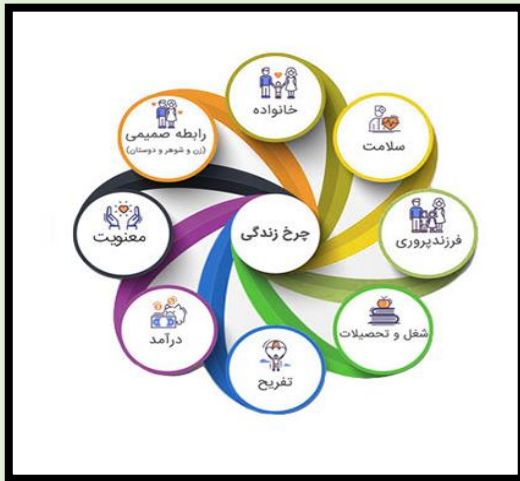 چرخ زندگی
خانواده
سلامت
فرزندپروری
شغل و تحصیلات
تفریح
درآمد
معنویت
رابطه صمیمی
(زن و شوهر و دوستان)